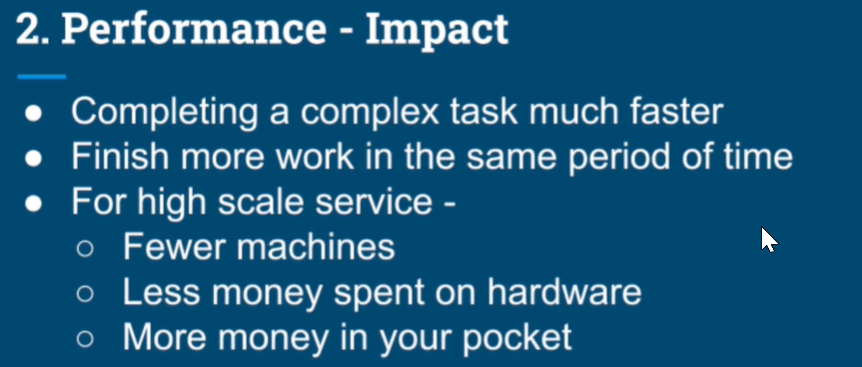 2. Performance - Impact
● Completing a complex task much faster
● Finish more work in the same period of time
● For high scale service -
○ Fewer machines
○ Less money spent on hardware
○ More money in your pocket